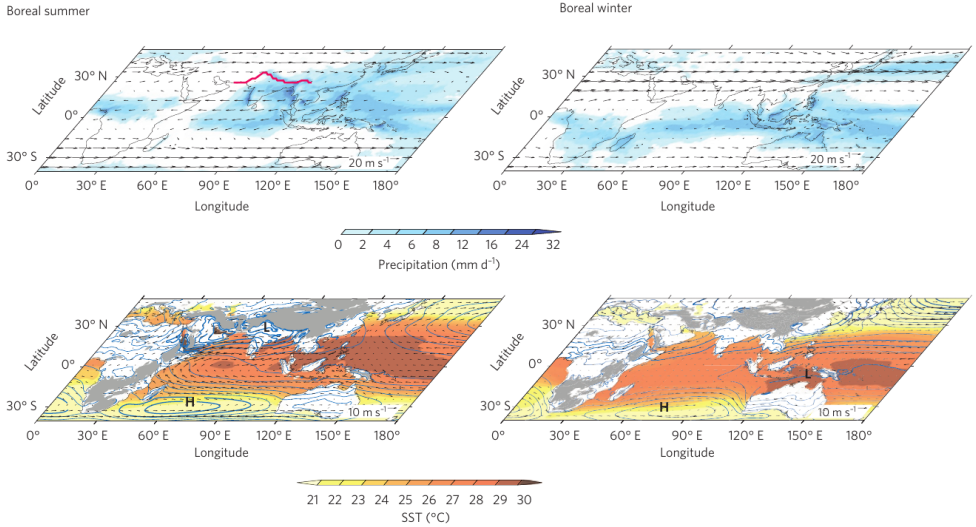 Boreal summer
Boreal winter
Latitude
30° N
0°
30° S
20 m s⁻¹
0° 30° E 60° E 90° E 120° E 150° E 180°
Longitude
Latitude
30° N
0°
30° S
20 m s⁻¹
0° 30° E 60° E 90° E 120° E 150° E 180°
Longitude
0 2 4 6 8 12 16 24 32
Precipitation (mm d⁻¹)
Latitude
30° N
0°
30° S
L
L
H
10 m s⁻¹
0° 30° E 60° E 90° E 120° E 150° E 180°
Longitude
Latitude
30° N
0°
30° S
L
H
10 m s⁻¹
0° 30° E 60° E 90° E 120° E 150° E 180°
Longitude
21 22 23 24 25 26 27 28 29 30
SST (°C)